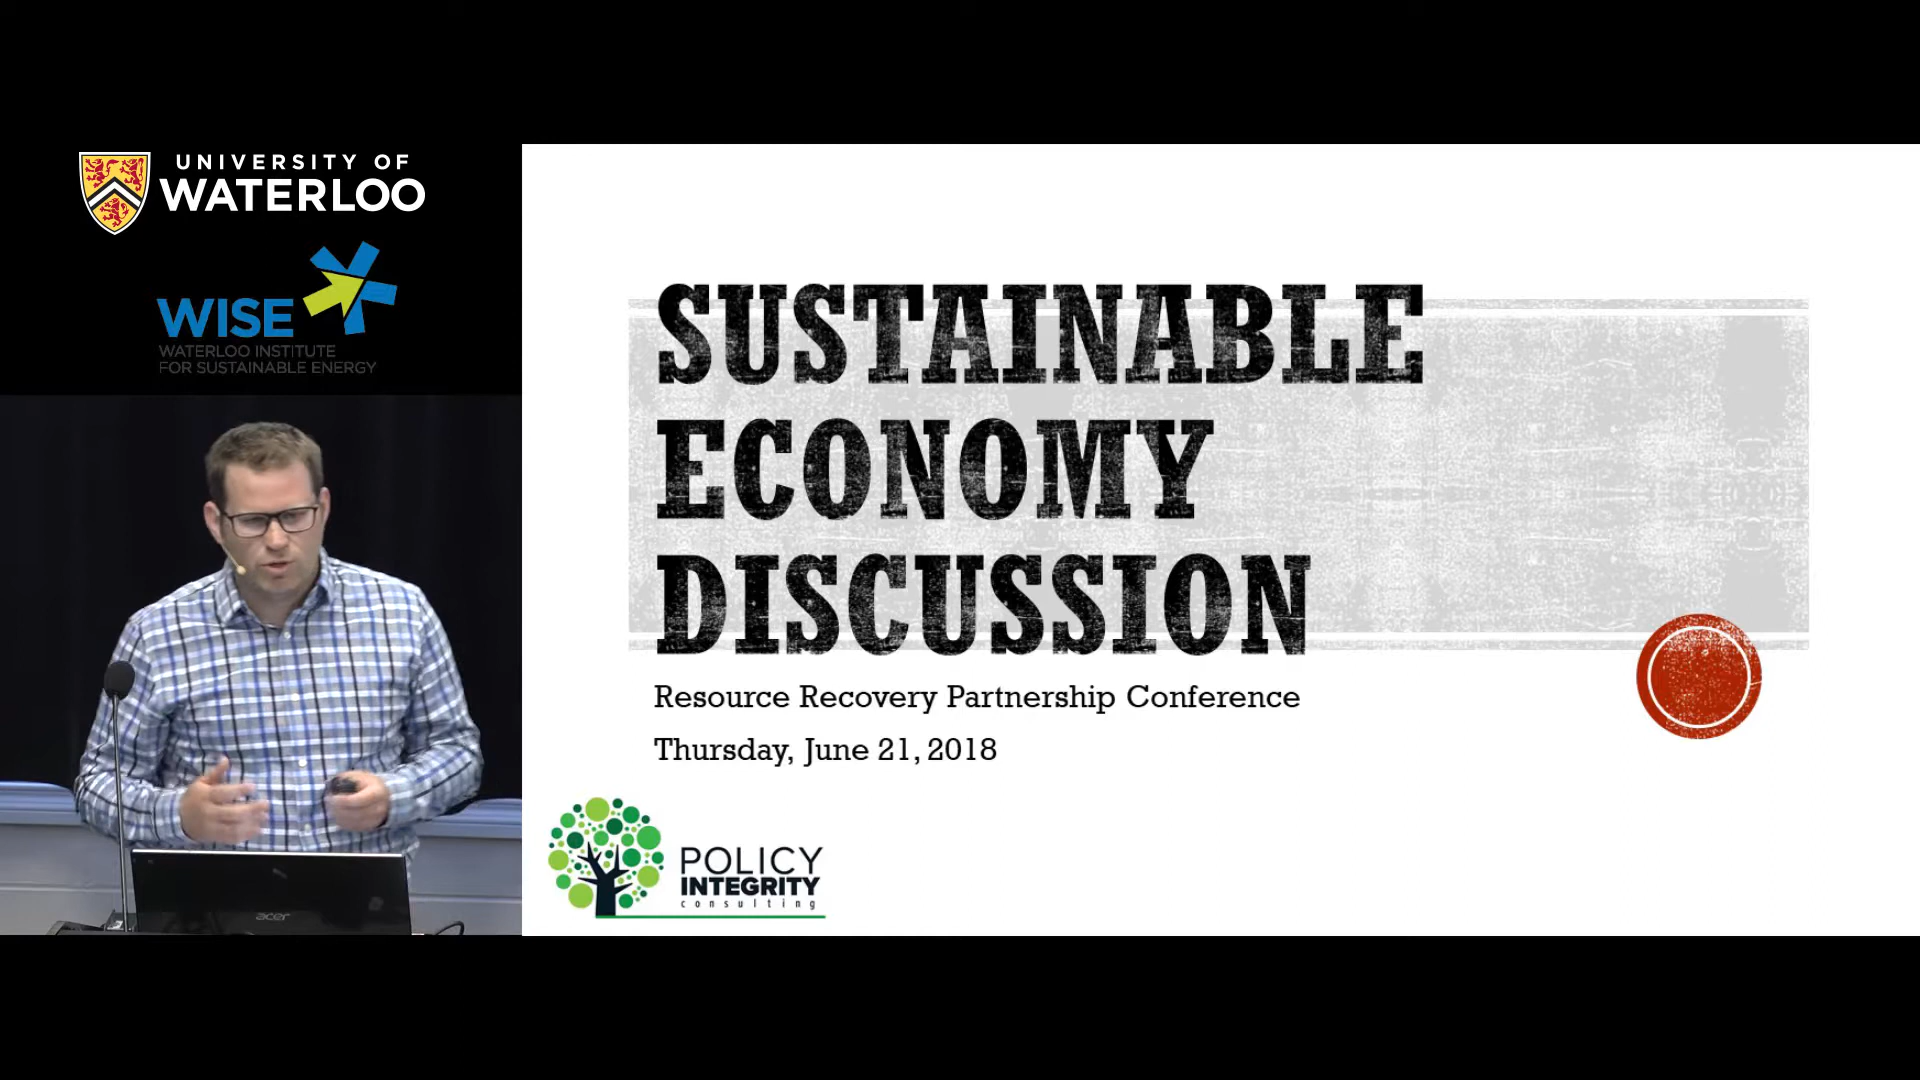 UNIVERSITY OF
WATERLOO
WISE
WATERLOO INSTITUTE
FOR SUSTAINABLE ENERGY
SUSTAINABLE
ECONOMY
DISCUSSION
Resource Recovery Partnership Conference
Thursday, June 21, 2018
POLICY
INTEGRITY
consulting
acer